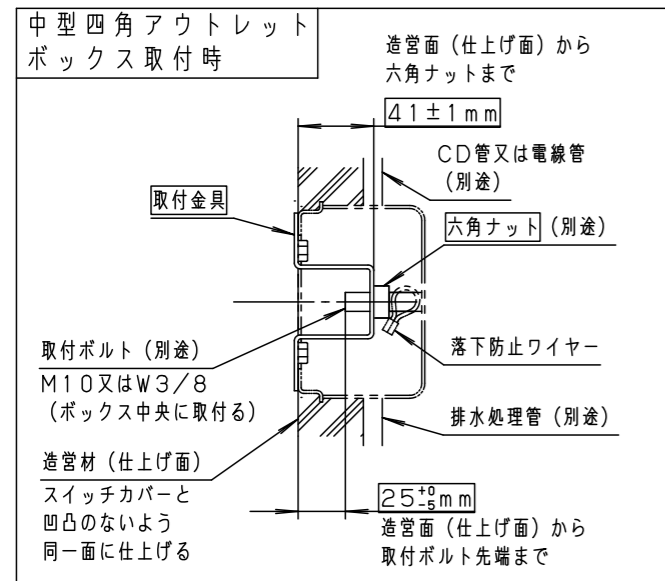 中型四角アウトレット
ボックス取付時
造営面（仕上げ面）から
六角ナットまで
41±1mm
CD管又は電線管
（別途）
取付金具
六角ナット（別途）
取付ボルト（別途）
M10又はW3/8
（ボックス中央に取付る）
落下防止ワイヤー
排水処理管（別途）
造営材（仕上げ面）
スイッチカバーと
凹凸のないよう
同一面に仕上げる
25+0-5mm
造営面（仕上げ面）から
取付ボルト先端まで